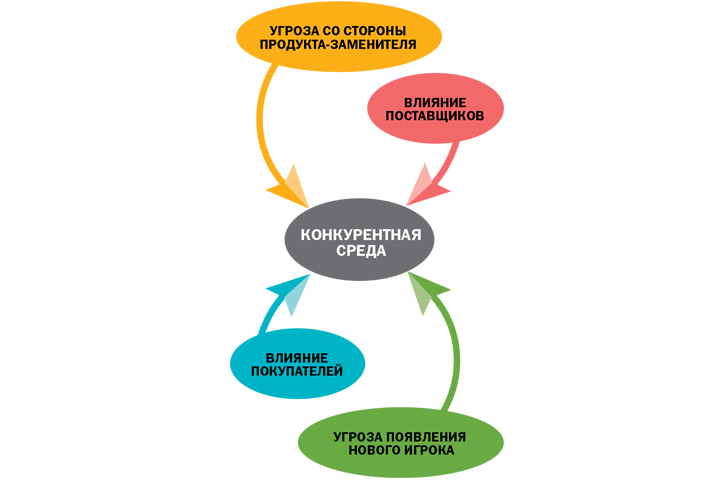 УГРОЗА СО СТОРОНЫ
ПРОДУКТА-ЗАМЕНИТЕЛЯ
ВЛИЯНИЕ
ПОСТАВЩИКОВ
КОНКУРЕНТНАЯ
СРЕДА
ВЛИЯНИЕ
ПОКУПАТЕЛЕЙ
УГРОЗА ПОЯВЛЕНИЯ
НОВОГО ИГРОКА